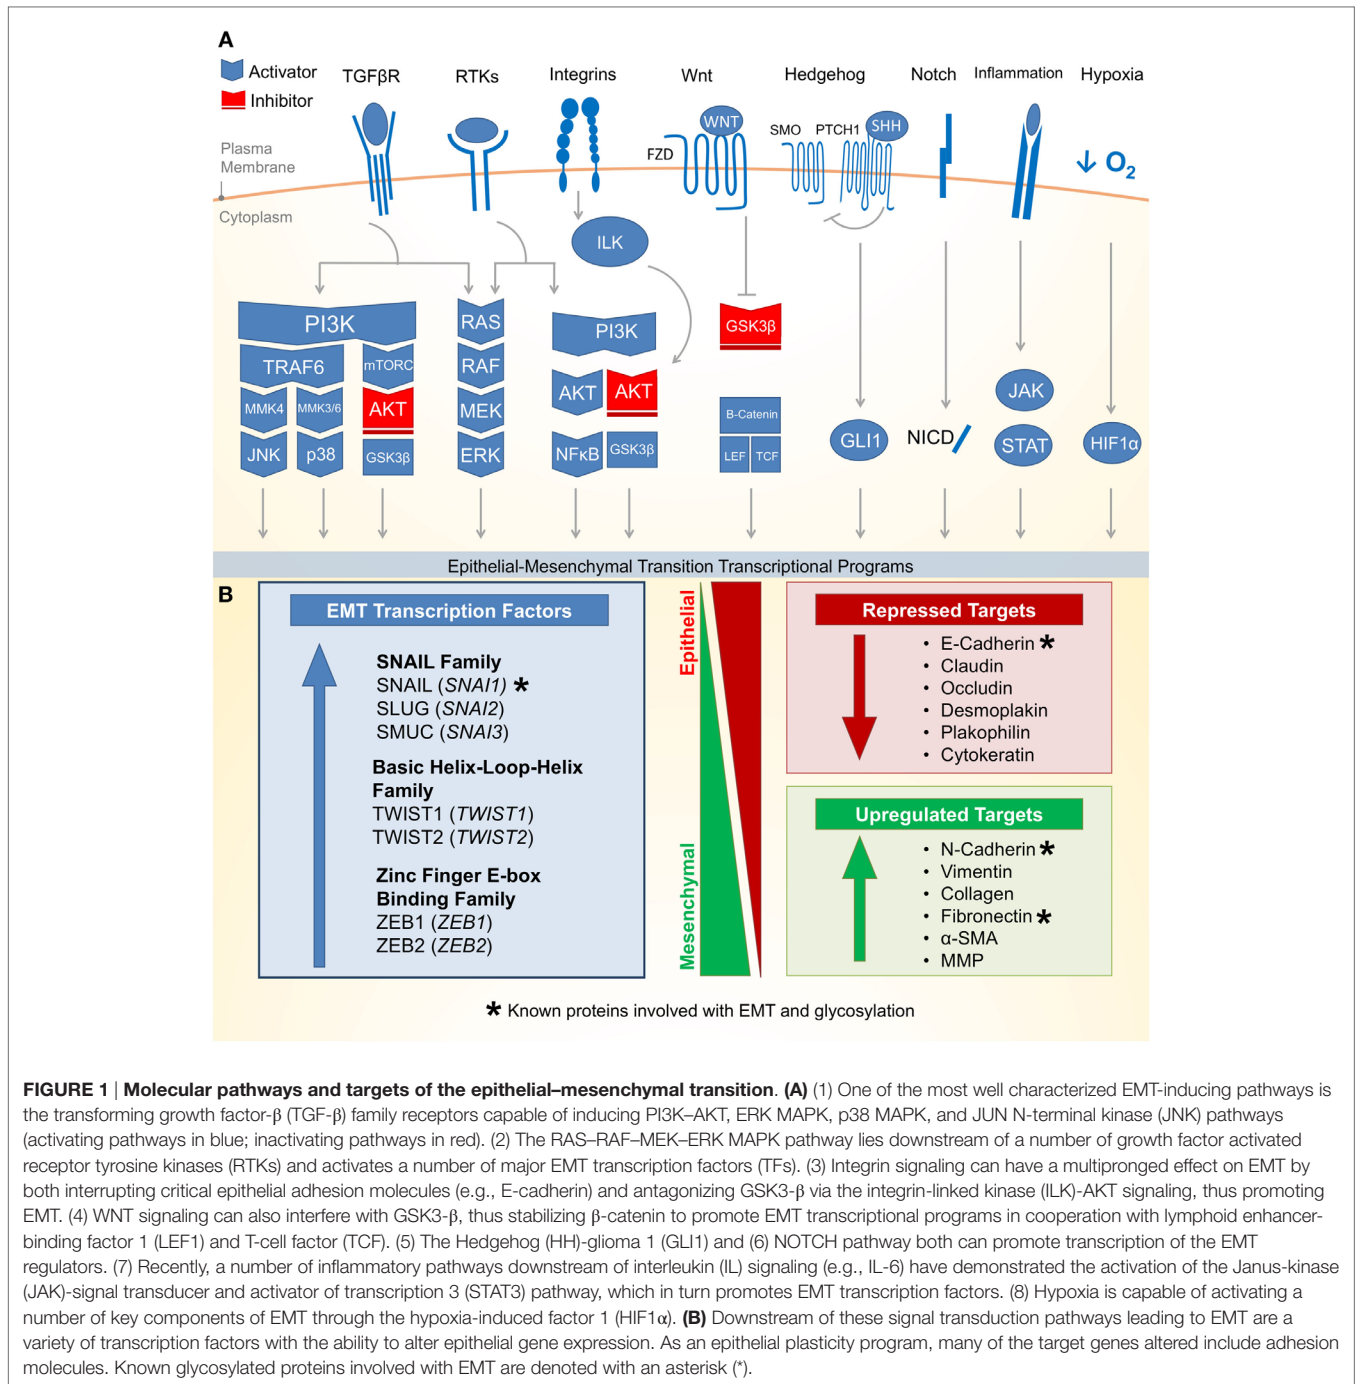 A
Activator
Inhibitor
TGFβR
RTKs
Integrins
Wnt
Hedgehog
Notch
Inflammation
Hypoxia
Plasma
Membrane
Cytoplasm
FZD
WNT
SMO
PTCH1
SHH
↓ O2
ILK
PI3K
TRAF6
mTORC
MMK4
MMK3/6
AKT
JNK
p38
GSK3β
RAS
RAF
MEK
ERK
PI3K
AKT
AKT
NFκB
GSK3β
GSK3β
B-Catenin
LEF
TCF
GLI1
NICD
JAK
STAT
HIF1α
Epithelial-Mesenchymal Transition Transcriptional Programs
B
EMT Transcription Factors
SNAIL Family
SNAIL (SNAI1) *
SLUG (SNAI2)
SMUC (SNAI3)
Basic Helix-Loop-Helix
Family
TWIST1 (TWIST1)
TWIST2 (TWIST2)
Zinc Finger E-box
Binding Family
ZEB1 (ZEB1)
ZEB2 (ZEB2)
Epithelial
Mesenchymal
Repressed Targets
• E-Cadherin *
• Claudin
• Occludin
• Desmoplakin
• Plakophilin
• Cytokeratin
Upregulated Targets
• N-Cadherin *
• Vimentin
• Collagen
• Fibronectin *
• α-SMA
• MMP
* Known proteins involved with EMT and glycosylation
FIGURE 1 | Molecular pathways and targets of the epithelial–mesenchymal transition. (A) (1) One of the most well characterized EMT-inducing pathways is
the transforming growth factor-β (TGF-β) family receptors capable of inducing PI3K–AKT, ERK MAPK, p38 MAPK, and JUN N-terminal kinase (JNK) pathways
(activating pathways in blue; inactivating pathways in red). (2) The RAS–RAF–MEK–ERK MAPK pathway lies downstream of a number of growth factor activated
receptor tyrosine kinases (RTKs) and activates a number of major EMT transcription factors (TFs). (3) Integrin signaling can have a multipronged effect on EMT by
both interrupting critical epithelial adhesion molecules (e.g., E-cadherin) and antagonizing GSK3-β via the integrin-linked kinase (ILK)-AKT signaling, thus promoting
EMT. (4) WNT signaling can also interfere with GSK3-β, thus stabilizing β-catenin to promote EMT transcriptional programs in cooperation with lymphoid enhancer-
binding factor 1 (LEF1) and T-cell factor (TCF). (5) The Hedgehog (HH)-glioma 1 (GLI1) and (6) NOTCH pathway both can promote transcription of the EMT
regulators. (7) Recently, a number of inflammatory pathways downstream of interleukin (IL) signaling (e.g., IL-6) have demonstrated the activation of the Janus-kinase
(JAK)-signal transducer and activator of transcription 3 (STAT3) pathway, which in turn promotes EMT transcription factors. (8) Hypoxia is capable of activating a
number of key components of EMT through the hypoxia-induced factor 1 (HIF1α). (B) Downstream of these signal transduction pathways leading to EMT are a
variety of transcription factors with the ability to alter epithelial gene expression. As an epithelial plasticity program, many of the target genes altered include adhesion
molecules. Known glycosylated proteins involved with EMT are denoted with an asterisk (*).